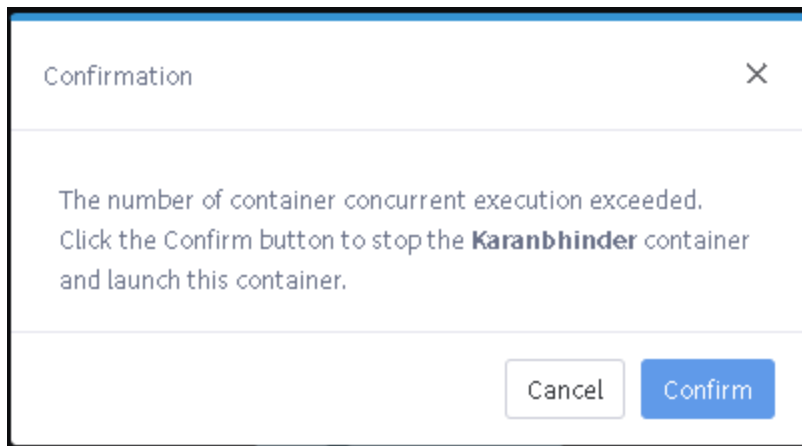 Confirmation
The number of container concurrent execution exceeded.
Click the Confirm button to stop the Karanbhinder container
and launch this container.
Cancel Confirm